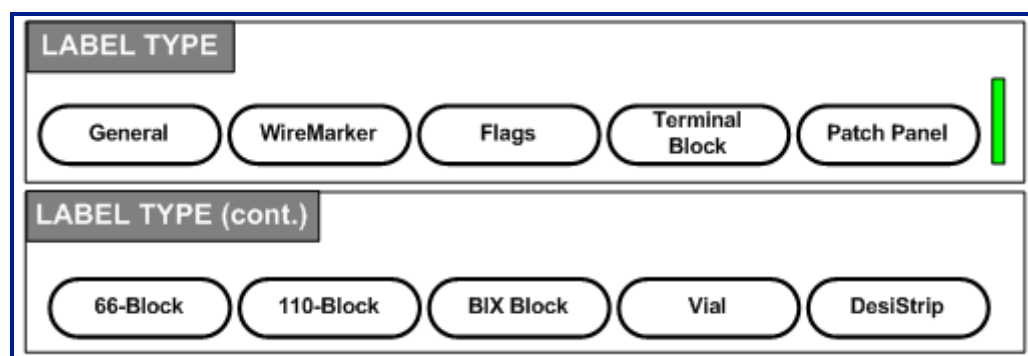 LABEL TYPE
General
WireMarker
Flags
Terminal
Block
Patch Panel
LABEL TYPE (cont.)
66-Block
110-Block
BIX Block
Vial
DesiStrip